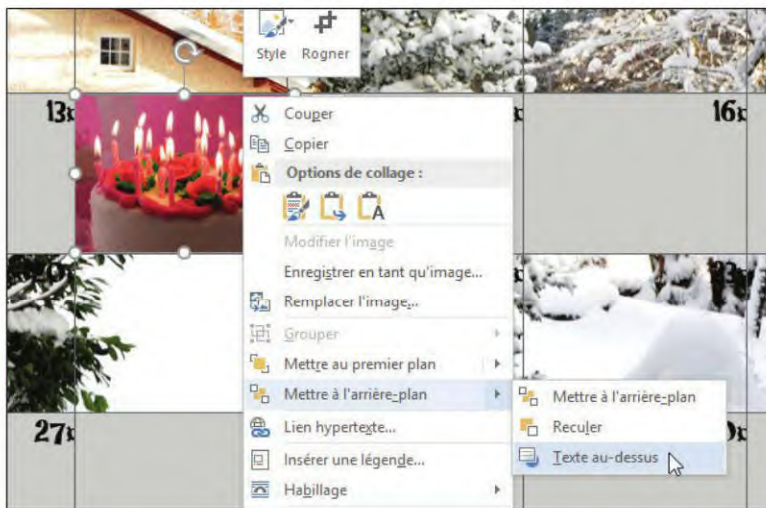 Style Rogner
13
16
Couper
Copier
Options de collage :
Modifier l'image
Enregistrer en tant qu'image...
Remplacer l'image...
Grouper
Mettre au premier plan
Mettre à l'arrière-plan
Mettre à l'arrière-plan
Lien hypertexte...
Reculer
27
Insérer une légende...
Texte au-dessus
Habillage